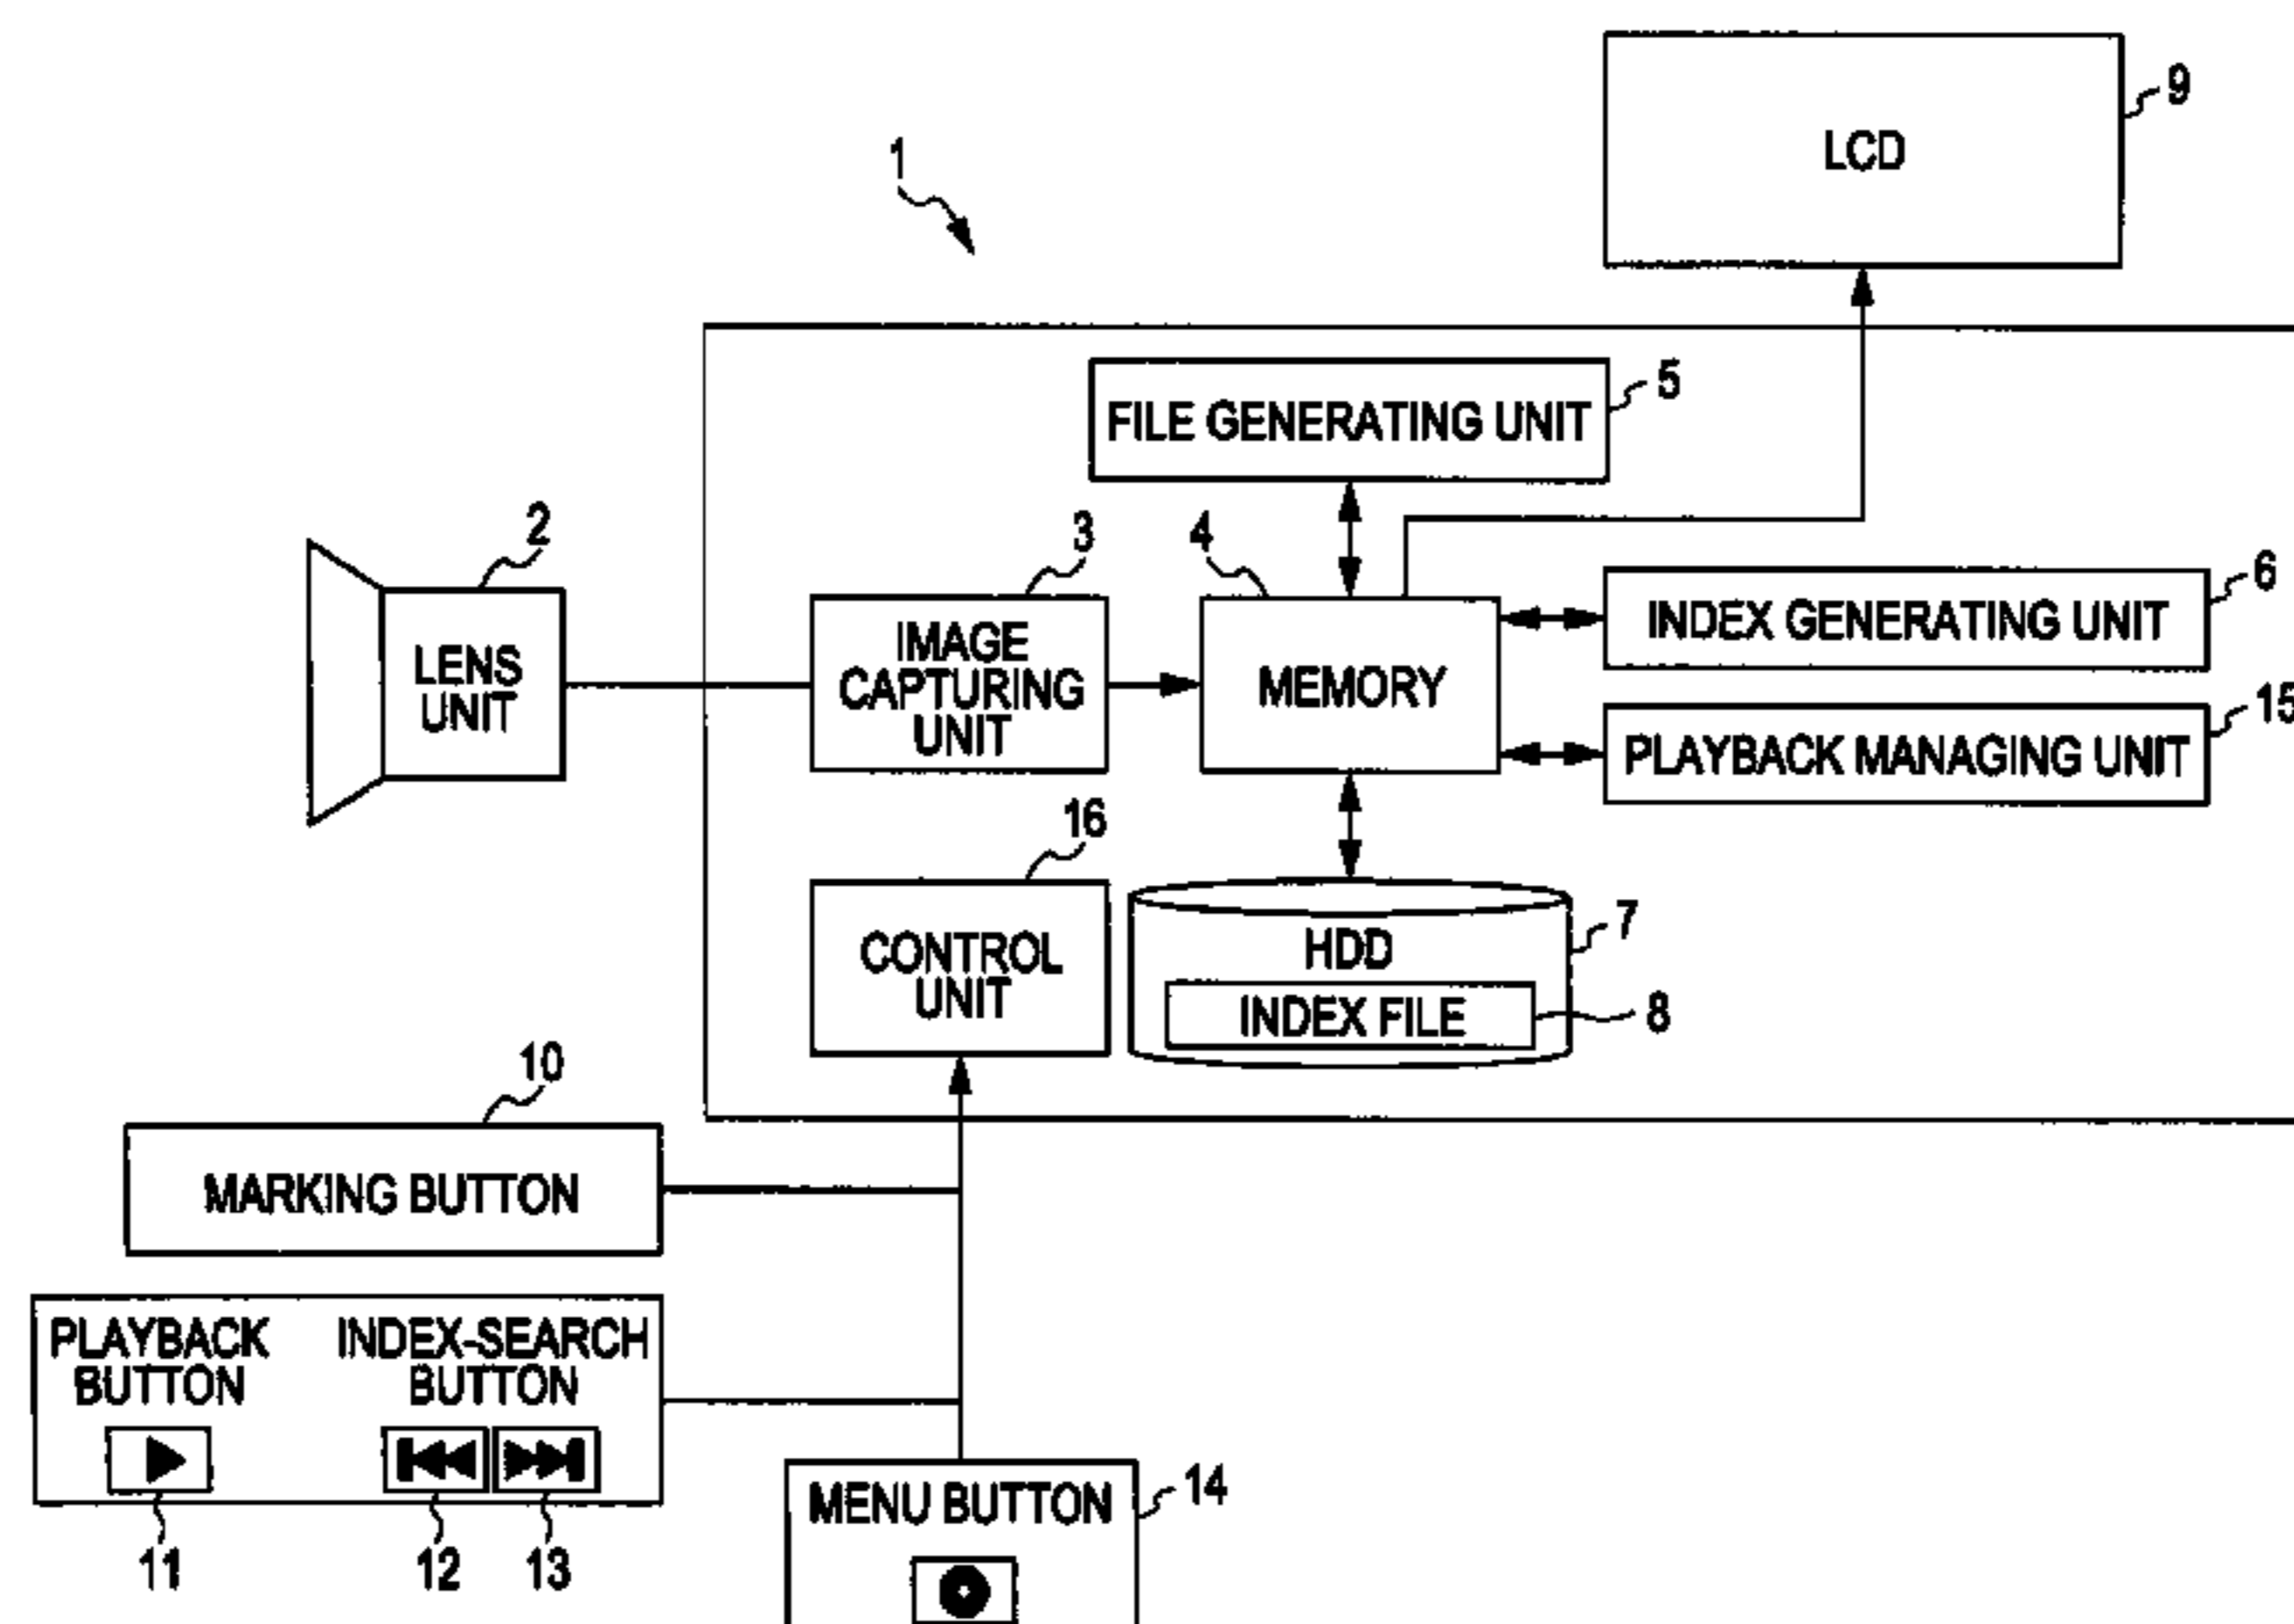 1
LCD
9
FILE GENERATING UNIT
5
2
LENS
UNIT
3
IMAGE
CAPTURING
UNIT
4
MEMORY
INDEX GENERATING UNIT
6
PLAYBACK MANAGING UNIT
15
16
CONTROL
UNIT
HDD
7
INDEX FILE
8
10
MARKING BUTTON
PLAYBACK
BUTTON
INDEX-SEARCH
BUTTON
11
12
13
MENU BUTTON
14